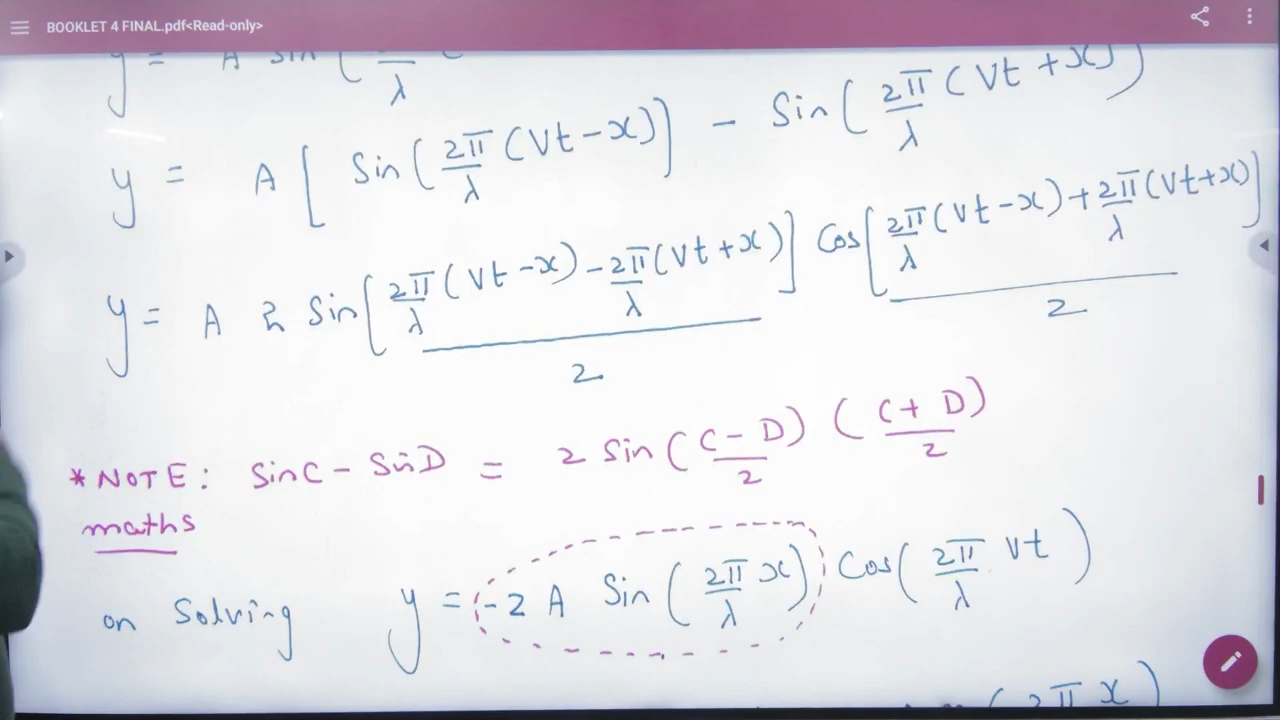 BOOKLET 4 FINAL.pdf<Read-only>
y = A sin ( /λ
y = A [ Sin ( 2π/λ (Vt - x) ] - Sin ( 2π/λ (Vt + x) )
y = A 2 Sin [ 2π/λ (Vt - x) - 2π/λ (Vt + x) ] / 2 Cos [ 2π/λ (Vt - x) + 2π/λ (Vt + x) ] / 2
* NOTE : SinC - SinD = 2 Sin ( C - D / 2 ) ( C + D / 2 )
maths
on Solving y = -2 A Sin ( 2π/λ x ) Cos ( 2π/λ Vt )
( 2π x )